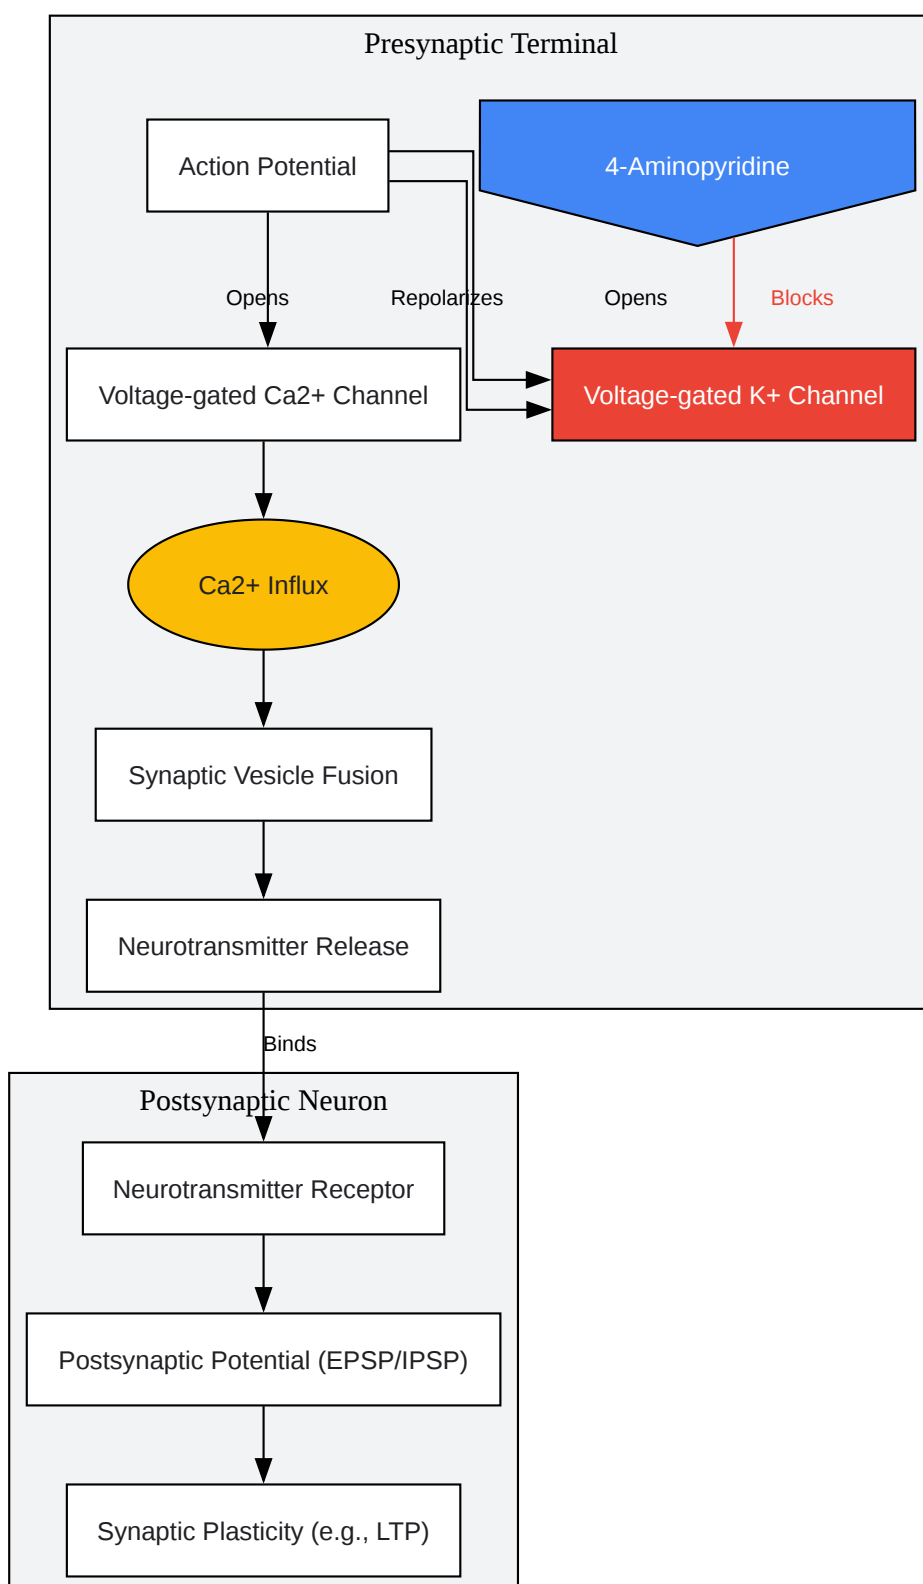 Presynaptic Terminal
Action Potential
4-Aminopyridine
Opens
Repolarizes
Opens
Blocks
Voltage-gated Ca2+ Channel
Voltage-gated K+ Channel
Ca2+ Influx
Synaptic Vesicle Fusion
Neurotransmitter Release
Binds
Postsynaptic Neuron
Neurotransmitter Receptor
Postsynaptic Potential (EPSP/IPSP)
Synaptic Plasticity (e.g., LTP)